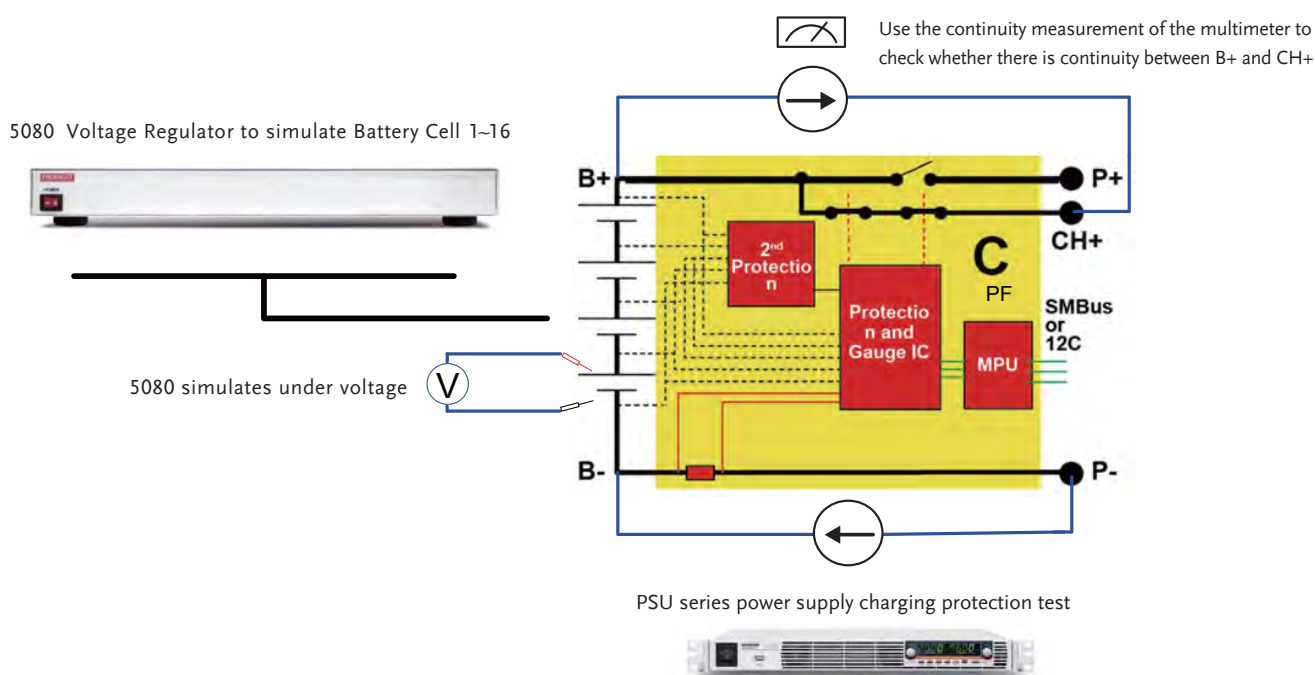 Use the continuity measurement of the multimeter to
check whether there is continuity between B+ and CH+
5080 Voltage Regulator to simulate Battery Cell 1~16
PRODIGIT
POWER
B+
P+
CH+
2nd
Protectio
n
C
PF
SMBus
or
12C
Protectio
n and
Gauge IC
MPU
5080 simulates under voltage
V
B-
P-
PSU series power supply charging protection test